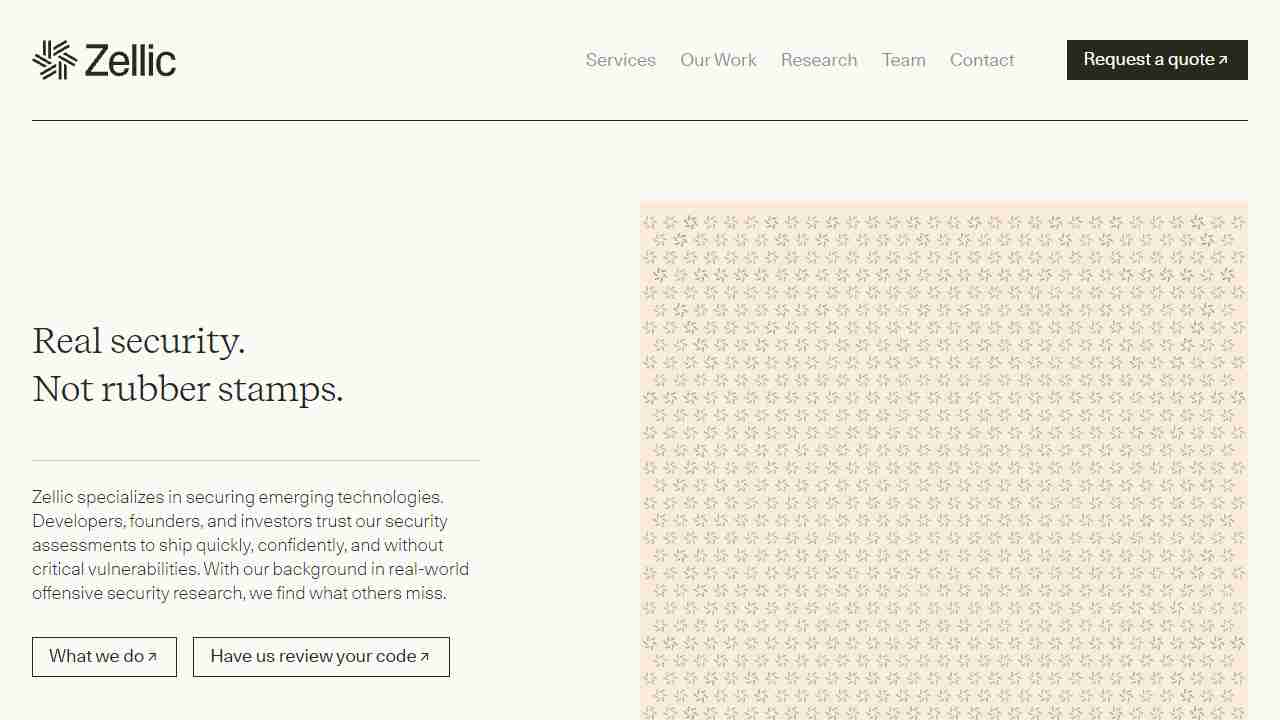 Zellic
Services
Our Work
Research
Team
Contact
Request a quote
Real security.
Not rubber stamps.
Zellic specializes in securing emerging technologies.
Developers, founders, and investors trust our security
assessments to ship quickly, confidently, and without
critical vulnerabilities. With our background in real-world
offensive security research, we find what others miss.
What we do
Have us review your code